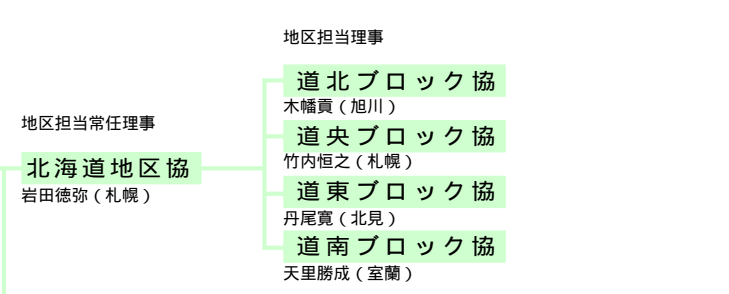 地区担当理事
道北ブロック協
木幡貢（旭川）
地区担当常任理事
道央ブロック協
竹内恒之（札幌）
北海道地区協
岩田徳弥（札幌）
道東ブロック協
丹尾寛（北見）
道南ブロック協
天里勝成（室蘭）